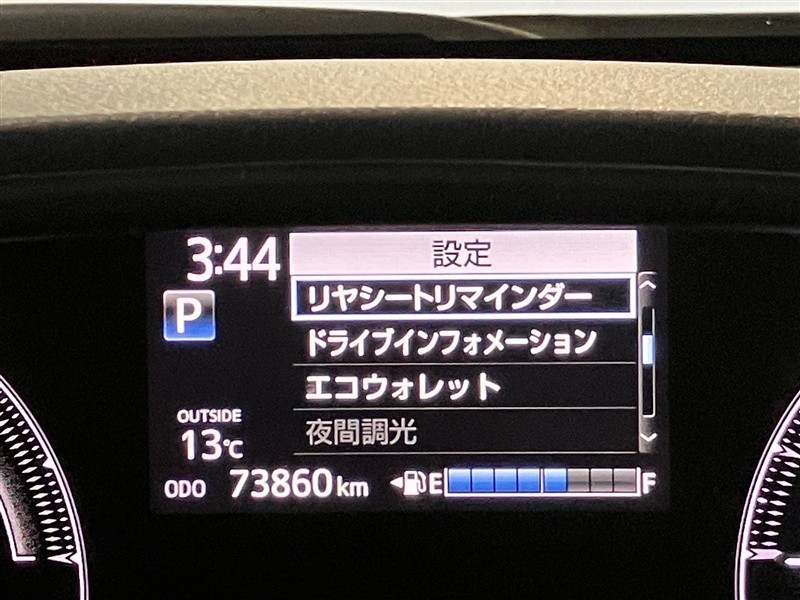 3:44
設定
P
リヤシートリマインダー
ドライブインフォメーション
エコウォレット
夜間調光
OUTSIDE
13℃
ODO 73860 km
E F